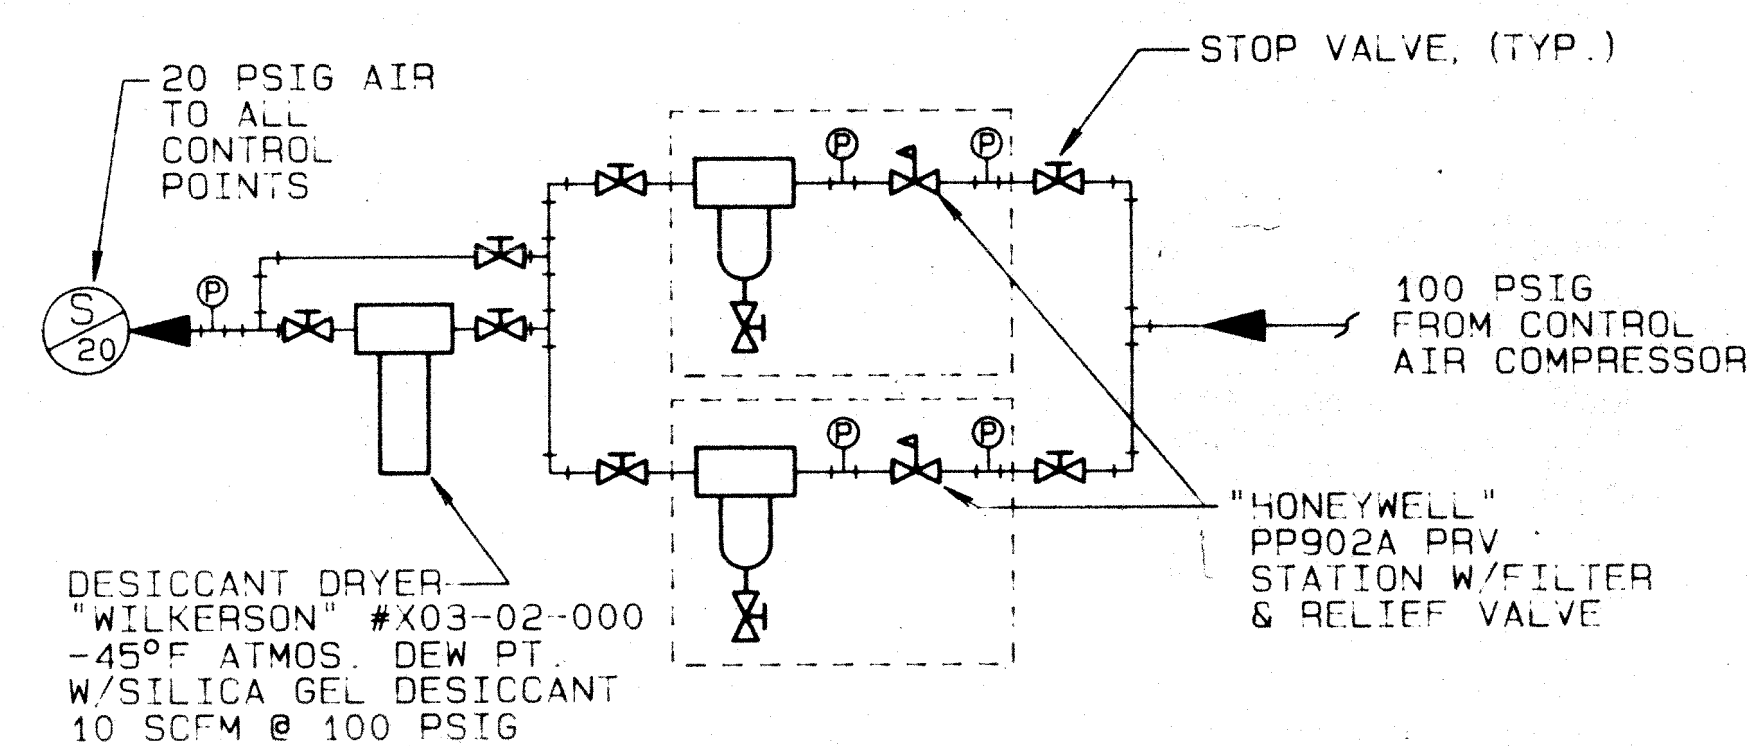 STOP VALVE, (TYP.)
20 PSIG AIR
TO ALL
CONTROL
POINTS
P
P
P
S
20
100 PSIG
FROM CONTROL
AIR COMPRESSOR
P
P
"HONEYWELL"
PP902A PRV
STATION W/FILTER
& RELIEF VALVE
DESICCANT DRYER
"WILKERSON" #X03-02-000
-45°F ATMOS. DEW PT.
W/SILICA GEL DESICCANT
10 SCFM @ 100 PSIG